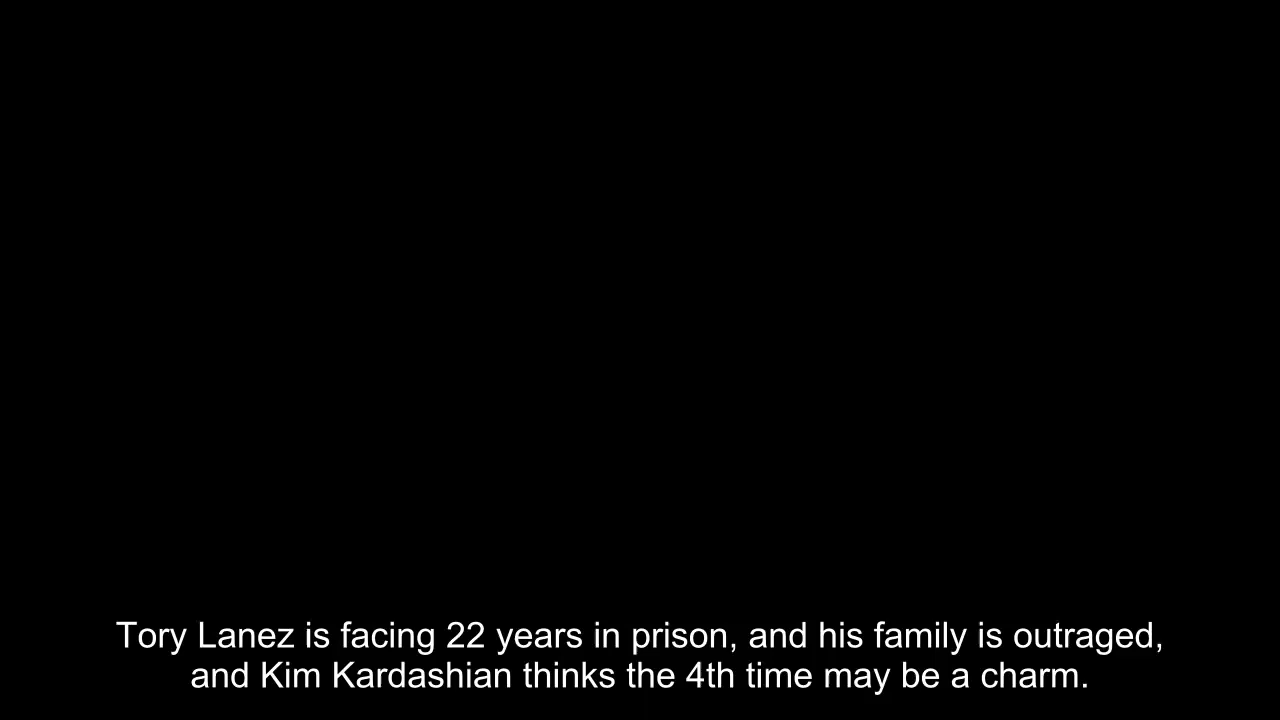 Tory Lanez is facing 22 years in prison, and his family is outraged,
and Kim Kardashian thinks the 4th time may be a charm.